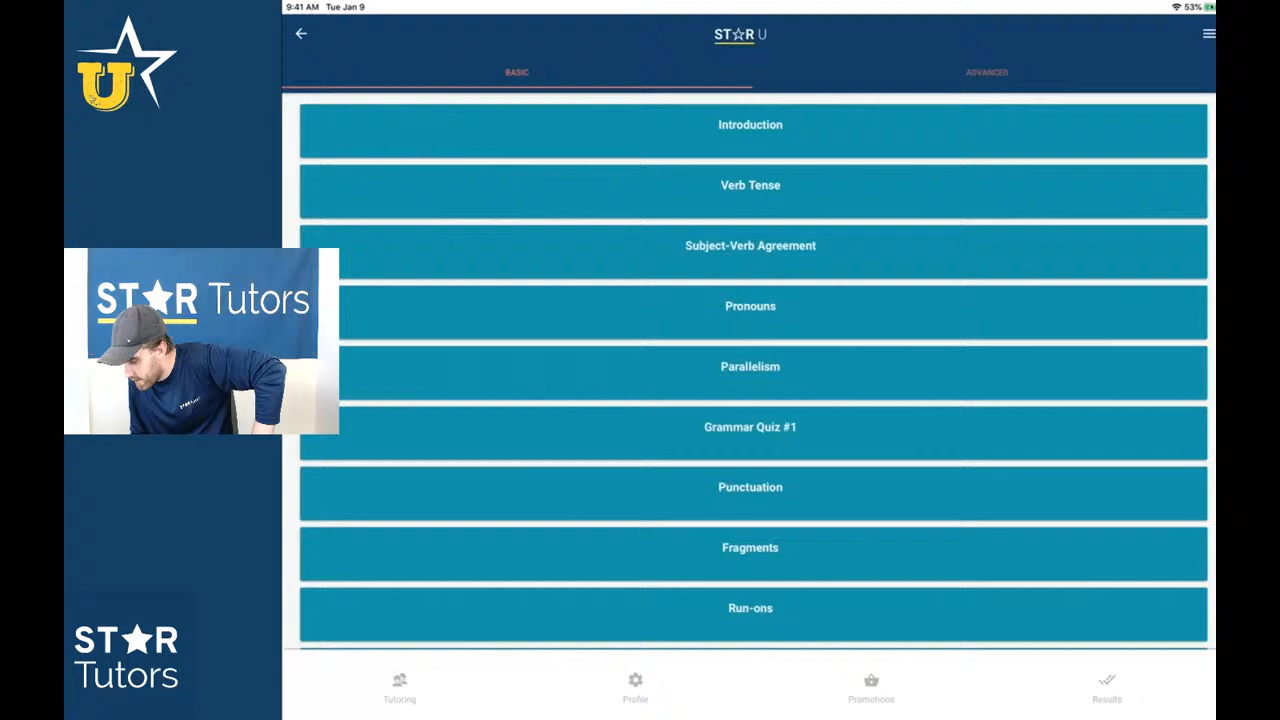 9:41 AM Tue Jan 9
53%
U
ST☆R U
BASIC
ADVANCED
Introduction
Verb Tense
Subject-Verb Agreement
Pronouns
Parallelism
Grammar Quiz #1
Punctuation
Fragments
Run-ons
ST★R Tutors
ST★R
Tutors
Tutoring
Profile
Promotions
Results